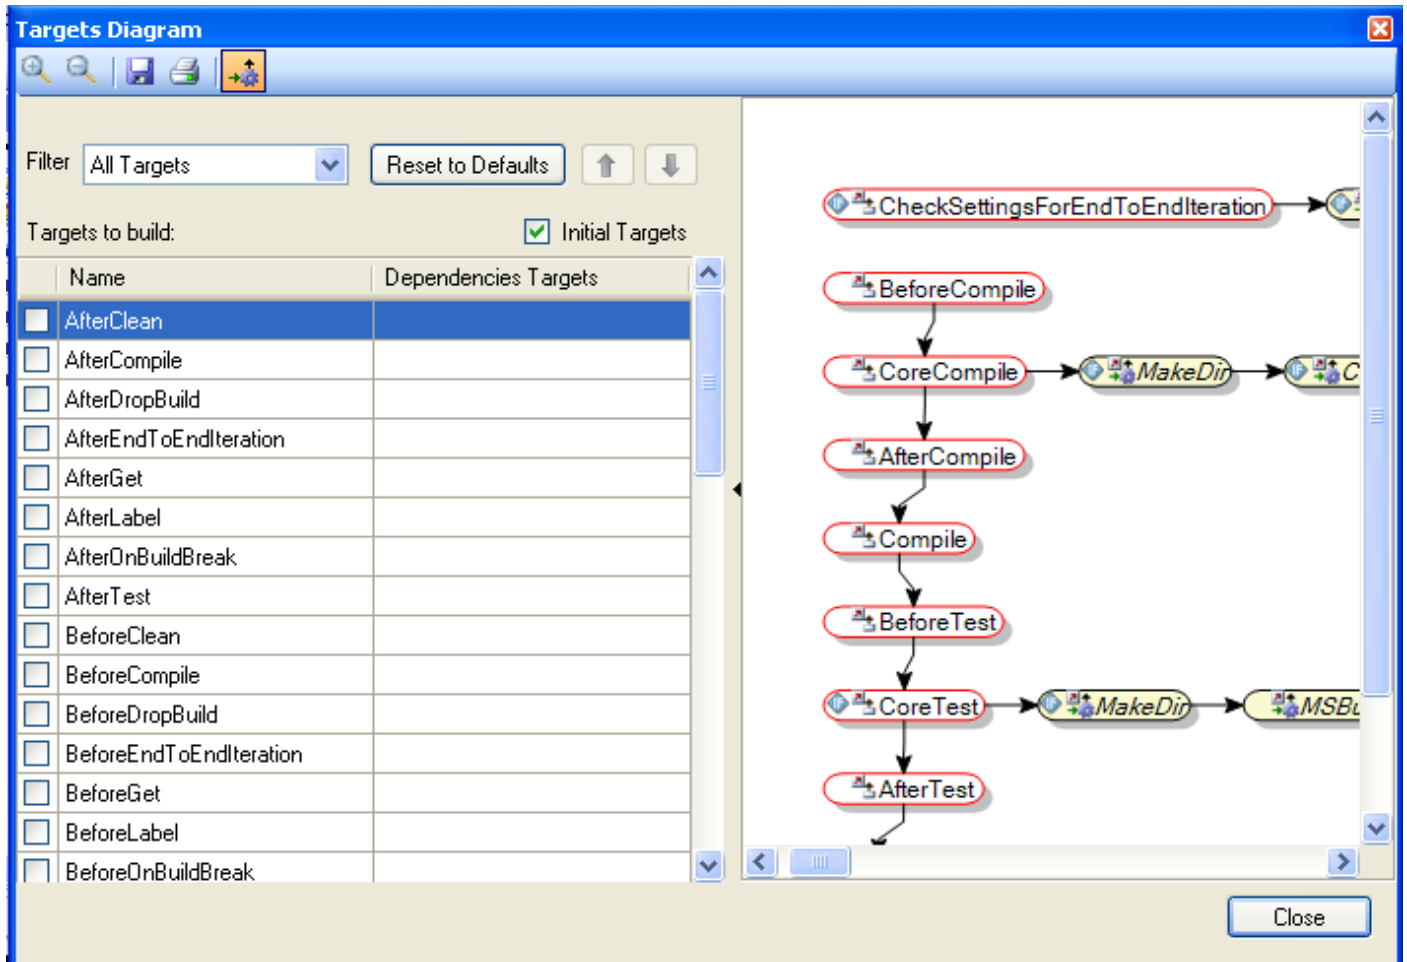 Targets Diagram
Filter All Targets Reset to Defaults
Targets to build: Initial Targets
Name Dependencies Targets
AfterClean
AfterCompile
AfterDropBuild
AfterEndToEndIteration
AfterGet
AfterLabel
AfterOnBuildBreak
AfterTest
BeforeClean
BeforeCompile
BeforeDropBuild
BeforeEndToEndIteration
BeforeGet
BeforeLabel
BeforeOnBuildBreak
CheckSettingsForEndToEndIteration
BeforeCompile
CoreCompile MakeDir C
AfterCompile
Compile
BeforeTest
CoreTest MakeDir MSBu
AfterTest
Close